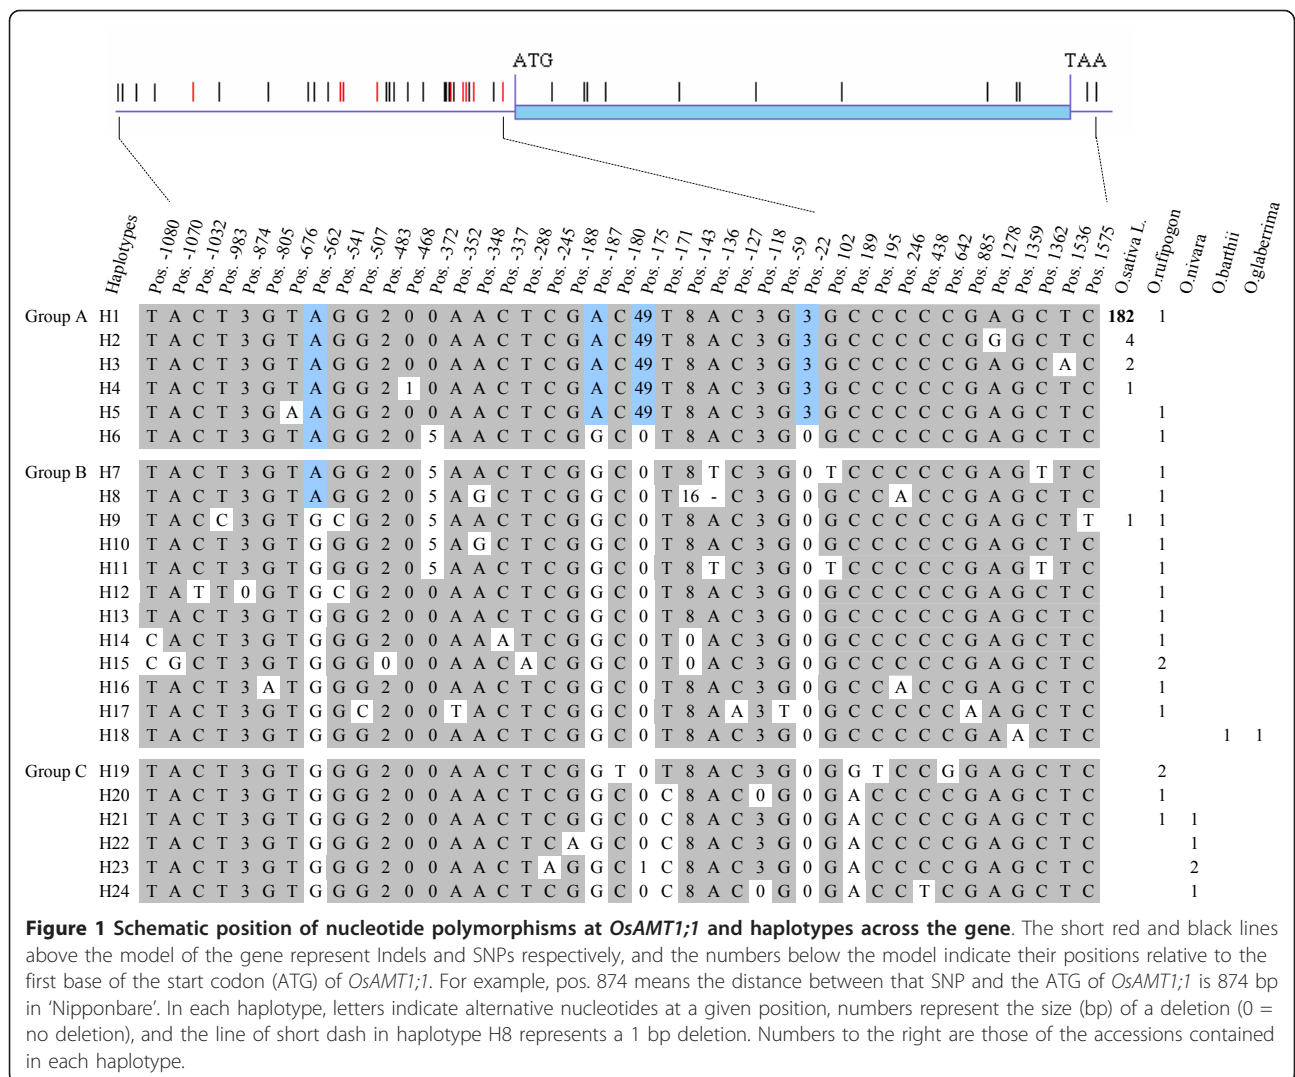 ATG TAA
Haplotypes Pos. -1080 Pos. -1070 Pos. -1032 Pos. -983 Pos. -874 Pos. -805 Pos. -676 Pos. -562 Pos. -541 Pos. -507 Pos. -483 Pos. -468 Pos. -372 Pos. -352 Pos. -348 Pos. -337 Pos. -288 Pos. -245 Pos. -188 Pos. -187 Pos. -180 Pos. -175 Pos. -171 Pos. -143 Pos. -136 Pos. -127 Pos. -118 Pos. -59 Pos. -22 Pos. 102 Pos. 189 Pos. 195 Pos. 246 Pos. 438 Pos. 642 Pos. 885 Pos. 1278 Pos. 1359 Pos. 1362 Pos. 1536 Pos. 1575 O.sativa L. O.rufipogon O.nivara O.barthii O.glaberrima
Group A H1 T A C T 3 G T A G G 2 0 0 A A C T C G A C 49 T 8 A C 3 G 3 G C C C C C G A G C T C 182 1
H2 T A C T 3 G T A G G 2 0 0 A A C T C G A C 49 T 8 A C 3 G 3 G C C C C C G G G C T C 4
H3 T A C T 3 G T A G G 2 0 0 A A C T C G A C 49 T 8 A C 3 G 3 G C C C C C G A G C A C 2
H4 T A C T 3 G T A G G 2 1 0 A A C T C G A C 49 T 8 A C 3 G 3 G C C C C C G A G C T C 1
H5 T A C T 3 G A A G G 2 0 0 A A C T C G A C 49 T 8 A C 3 G 3 G C C C C C G A G C T C 1
H6 T A C T 3 G T A G G 2 0 5 A A C T C G G C 0 T 8 A C 3 G 0 G C C C C C G A G C T C 1
Group B H7 T A C T 3 G T A G G 2 0 5 A A C T C G G C 0 T 8 T C 3 G 0 T C C C C C G A G T T C 1
H8 T A C T 3 G T A G G 2 0 5 A G C T C G G C 0 T 16 - C 3 G 0 G C C A C C G A G C T C 1
H9 T A C C 3 G T G C G 2 0 5 A A C T C G G C 0 T 8 A C 3 G 0 G C C C C C G A G C T T 1 1
H10 T A C T 3 G T G G G 2 0 5 A G C T C G G C 0 T 8 A C 3 G 0 G C C C C C G A G C T C 1
H11 T A C T 3 G T G G G 2 0 5 A A C T C G G C 0 T 8 T C 3 G 0 T C C C C C G A G T T C 1
H12 T A T T 0 G T G C G 2 0 0 A A C T C G G C 0 T 8 A C 3 G 0 G C C C C C G A G C T C 1
H13 T A C T 3 G T G G G 2 0 0 A A C T C G G C 0 T 8 A C 3 G 0 G C C C C C G A G C T C 1
H14 C A C T 3 G T G G G 2 0 0 A A A T C G G C 0 T 0 A C 3 G 0 G C C C C C G A G C T C 1
H15 C G C T 3 G T G G G 0 0 0 A A C A C G G C 0 T 0 A C 3 G 0 G C C C C C G A G C T C 2
H16 T A C T 3 A T G G G 2 0 0 A A C T C G G C 0 T 8 A C 3 G 0 G C C A C C G A G C T C 1
H17 T A C T 3 G T G G C 2 0 0 T A C T C G G C 0 T 8 A A 3 T 0 G C C C C C A A G C T C 1
H18 T A C T 3 G T G G G 2 0 0 A A C T C G G C 0 T 8 A C 3 G 0 G C C C C C G A A C T C 1 1
Group C H19 T A C T 3 G T G G G 2 0 0 A A C T C G G T 0 T 8 A C 3 G 0 G G T C C G G A G C T C 2
H20 T A C T 3 G T G G G 2 0 0 A A C T C G G C 0 C 8 A C 0 G 0 G A C C C C G A G C T C 1
H21 T A C T 3 G T G G G 2 0 0 A A C T C G G C 0 C 8 A C 3 G 0 G A C C C C G A G C T C 1 1
H22 T A C T 3 G T G G G 2 0 0 A A C T C A G C 0 C 8 A C 3 G 0 G A C C C C G A G C T C 1
H23 T A C T 3 G T G G G 2 0 0 A A C T A G G C 1 C 8 A C 3 G 0 G A C C C C G A G C T C 2
H24 T A C T 3 G T G G G 2 0 0 A A C T C G G C 0 C 8 A C 0 G 0 G A C C T C G A G C T C 1
Figure 1 Schematic position of nucleotide polymorphisms at OsAMT1;1 and haplotypes across the gene. The short red and black lines
above the model of the gene represent Indels and SNPs respectively, and the numbers below the model indicate their positions relative to the
first base of the start codon (ATG) of OsAMT1;1. For example, pos. 874 means the distance between that SNP and the ATG of OsAMT1;1 is 874 bp
in ‘Nipponbare’. In each haplotype, letters indicate alternative nucleotides at a given position, numbers represent the size (bp) of a deletion (0 =
no deletion), and the line of short dash in haplotype H8 represents a 1 bp deletion. Numbers to the right are those of the accessions contained
in each haplotype.